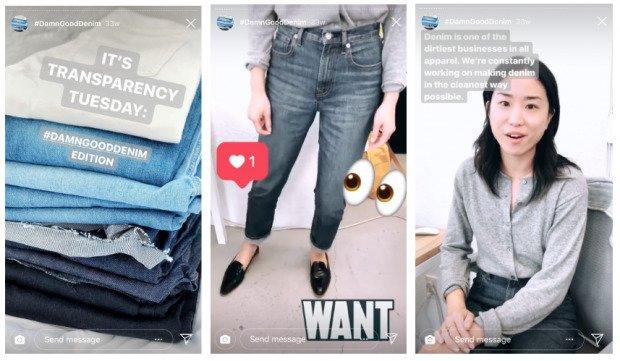 #DamnGoodDenim 33w
IT'S
TRANSPARENCY
TUESDAY:
#DAMNGOODDENIM
EDITION
Send message
#DamnGoodDenim 33w
1
WANT
Send message
#DamnGoodDenim 33w
Denim is one of the
dirtiest businesses in all
apparel. We're constantly
working on making denim
in the cleanest way
possible.
Send message